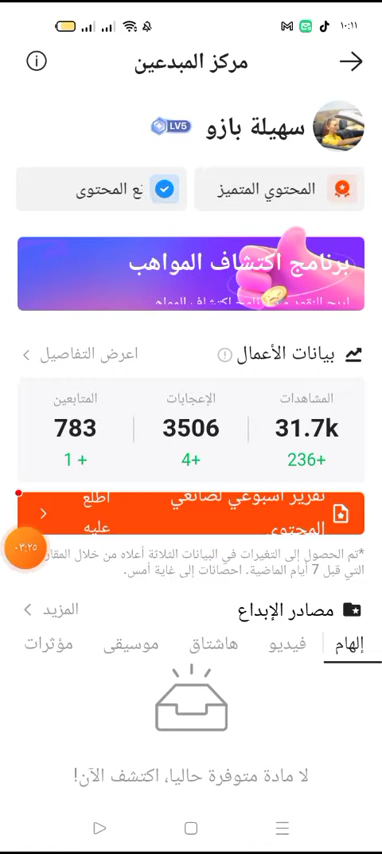 ١٠:١١
مركز المبدعين
سهيلة بازو
LV5
المحتوي المتميز
المحتوى
برنامج اكتشاف المواهب
بيانات الأعمال
اعرض التفاصيل
المشاهدات
الإعجابات
المتابعين
31.7k
3506
783
236+
4+
1+
تقرير أسبوعي لصانعي المحتوى
اطلع عليه
٠٣:٢٥
*تم الحصول إلى التغيرات في البيانات الثلاثة أعلاه من خلال
التي قبل 7 أيام الماضية. احصانات إلى غاية أمس.
مصادر الإبداع
المزيد
إلهام
فيديو
هاشتاق
موسيقى
مؤثرات
لا مادة متوفرة حاليا، اكتشف الآن!